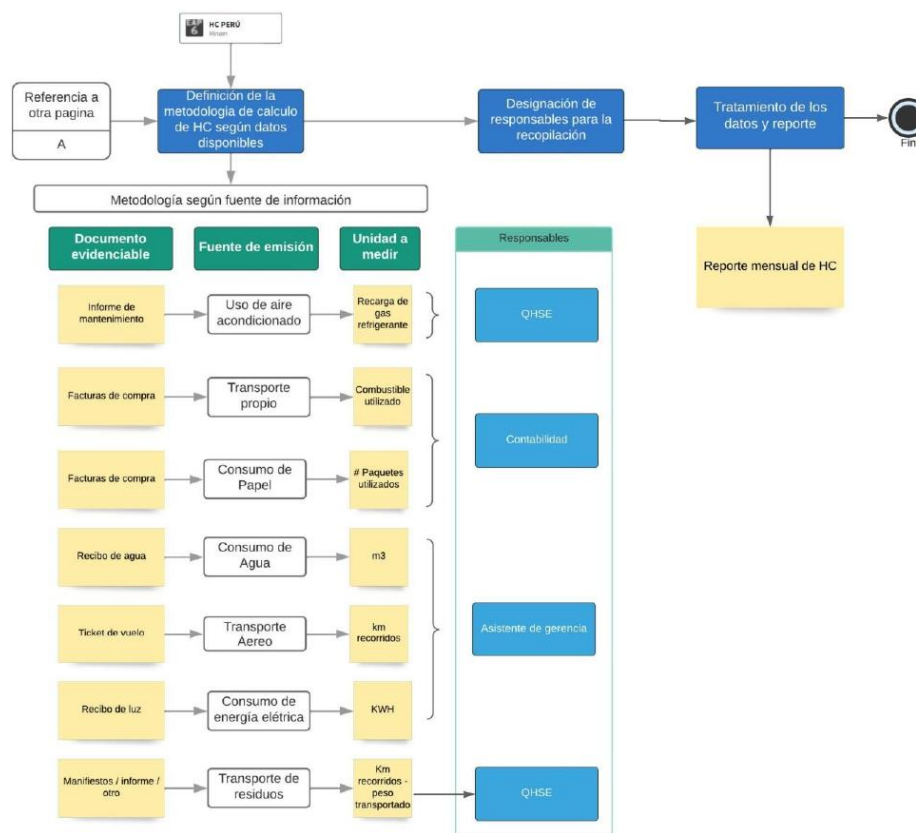 HC PERÚ
Minam
Referencia a
otra pagina
A
Definición de la
metodología de calculo
de HC según datos
disponibles
Designación de
responsables para la
recopilación
Tratamiento de los
datos y reporte
Fin
Metodología según fuente de información
Documento
evidenciable
Fuente de emisión
Unidad a
medir
Responsables
Reporte mensual de HC
Informe de
mantenimiento
Uso de aire
acondicionado
Recarga de
gas
refrigerante
QHSE
Facturas de compra
Transporte
propio
Combustible
utilizado
Contabilidad
Facturas de compra
Consumo de
Papel
# Paquetes
utilizados
Recibo de agua
Consumo de
Agua
m3
Ticket de vuelo
Transporte
Aereo
km
recorridos
Asistente de gerencia
Recibo de luz
Consumo de
energía elétrica
KWH
Manifiestos / informe /
otro
Transporte de
residuos
Km
recorridos -
peso
transportado
QHSE